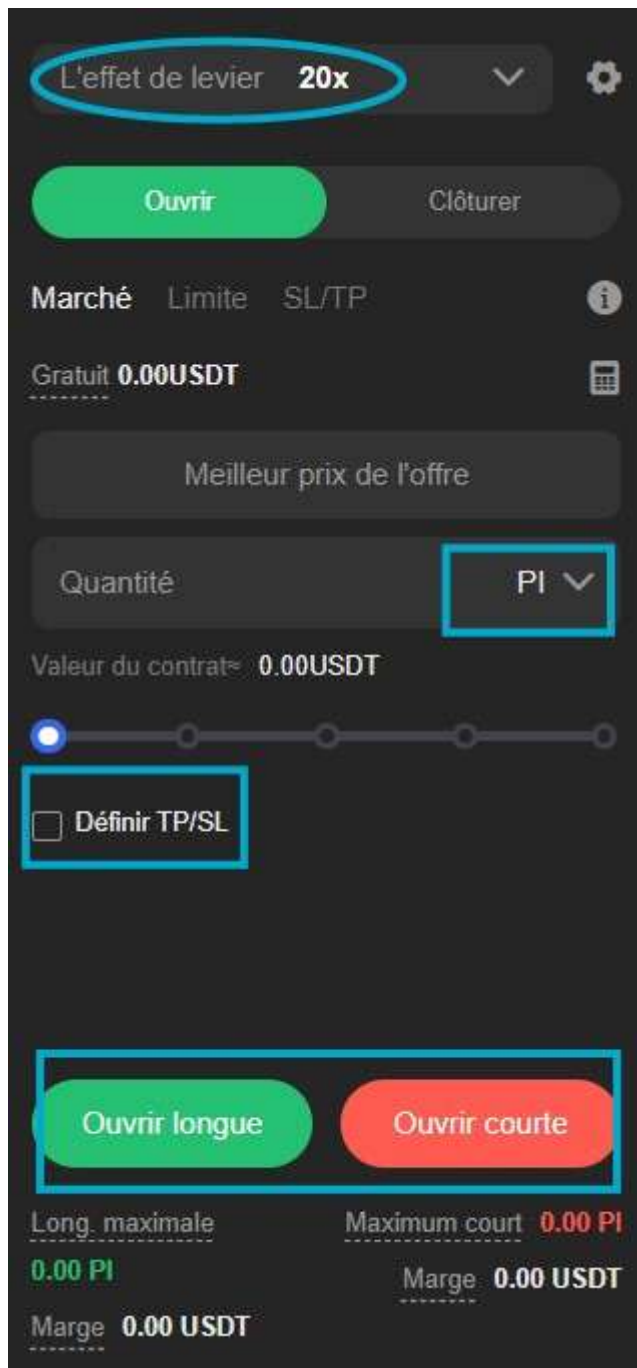 L'effet de levier 20x
Ouvrir Clôturer
Marché Limite SL/TP
Gratuit 0.00USDT
Meilleur prix de l'offre
Quantité PI
Valeur du contrat≈ 0.00USDT
Définir TP/SL
Ouvrir longue Ouvrir courte
Long. maximale Maximum court 0.00 PI
0.00 PI Marge 0.00 USDT
Marge 0.00 USDT